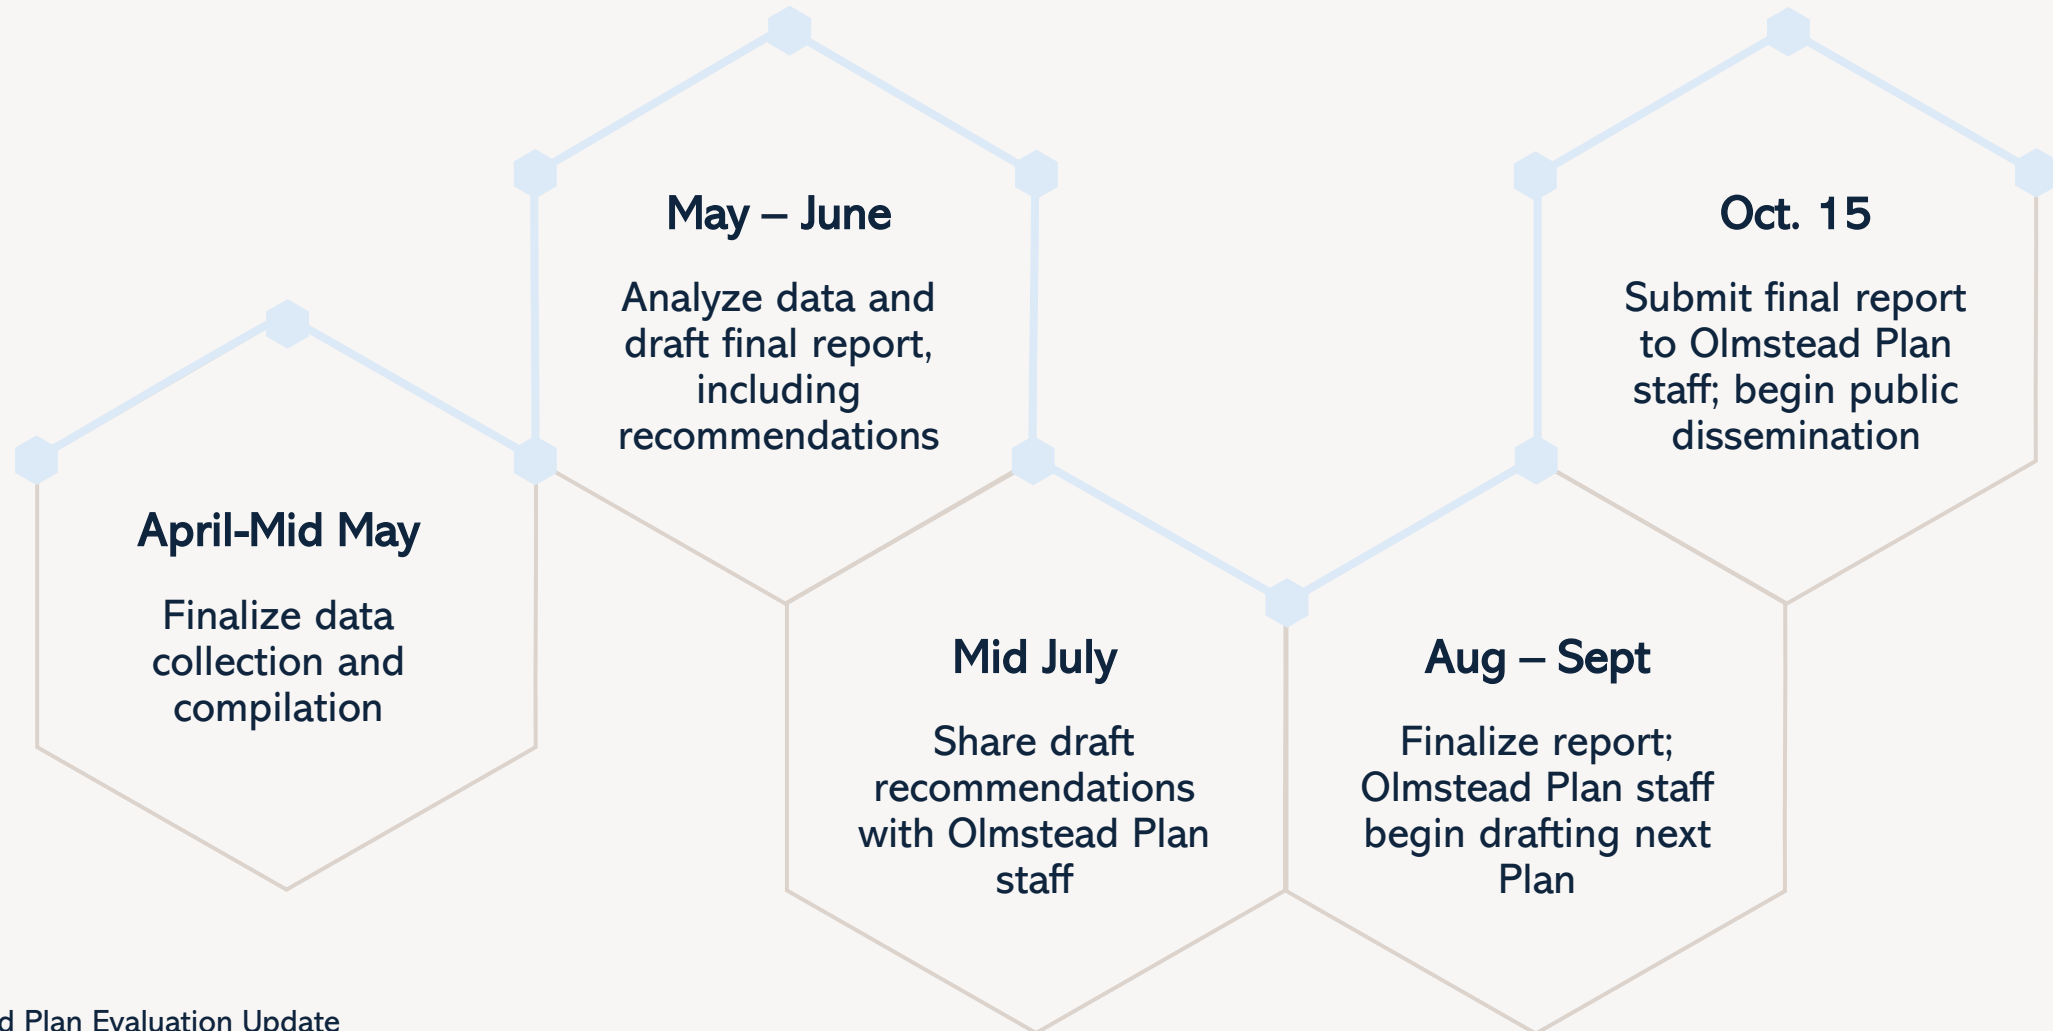 April-Mid May
Finalize data
collection and
compilation
May – June
Analyze data and
draft final report,
including
recommendations
Mid July
Share draft
recommendations
with Olmstead Plan
staff
Aug – Sept
Finalize report;
Olmstead Plan staff
begin drafting next
Plan
Oct. 15
Submit final report
to Olmstead Plan
staff; begin public
dissemination
Plan Evaluation Update